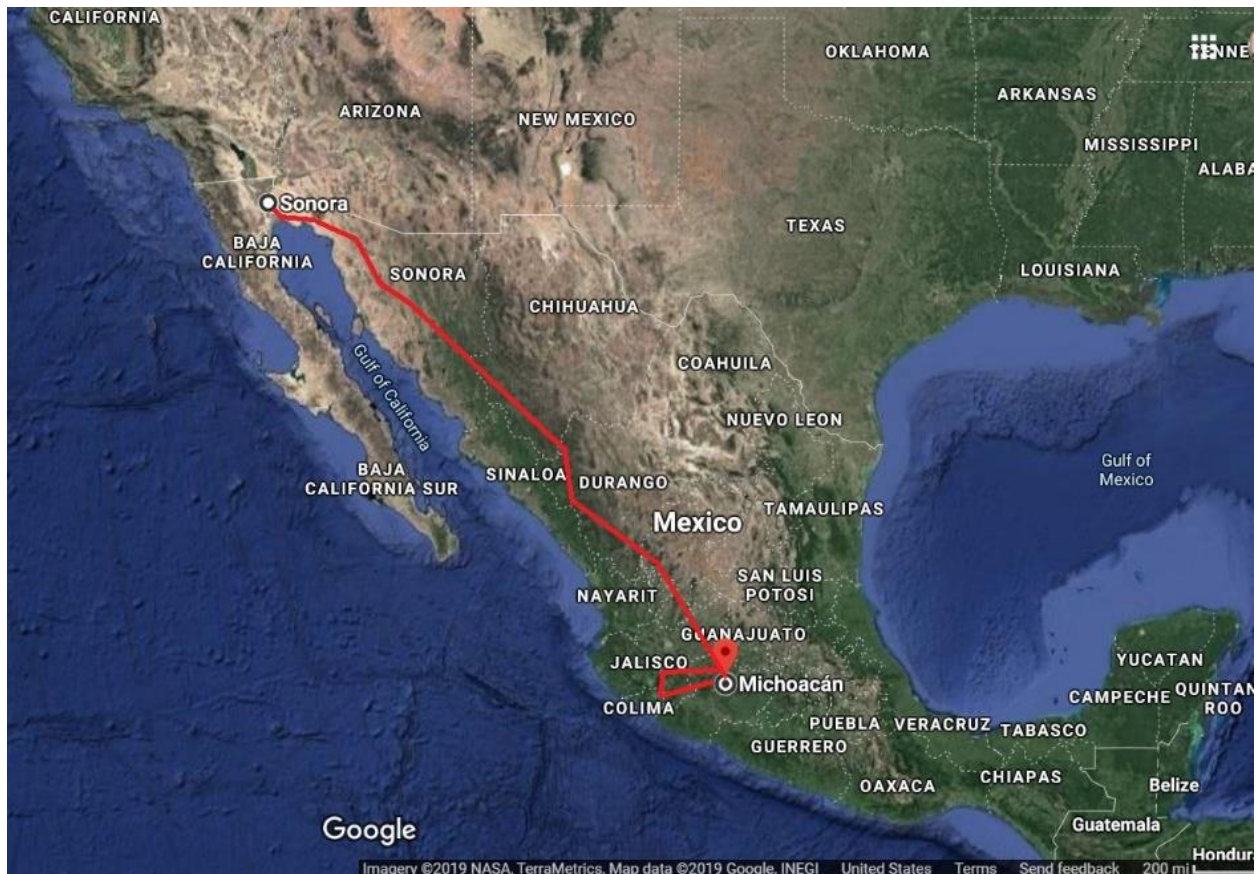 CALIFORNIA
OKLAHOMA
TENNE
ARIZONA
NEW MEXICO
ARKANSAS
MISSISSIPPI
ALABA
Sonora
TEXAS
BAJA
CALIFORNIA
SONORA
LOUISIANA
CHIHUAHUA
COAHUILA
Gulf of California
NUEVO LEON
Gulf of
Mexico
BAJA
CALIFORNIA SUR
SINALOA
DURANGO
TAMAULIPAS
Mexico
SAN LUIS
POTOSI
NAYARIT
GUANAJUATO
JALISCO
YUCATAN
Michoacán
CAMPECHE
QUINTAN
ROO
COLIMA
PUEBLA
VERACRUZ
TABASCO
GUERRERO
OAXACA
CHIAPAS
Belize
Guatemala
Google
Hondur
Imagery ©2019 NASA, TerraMetrics, Map data ©2019 Google, INEGI United States Terms Send feedback 200 mi